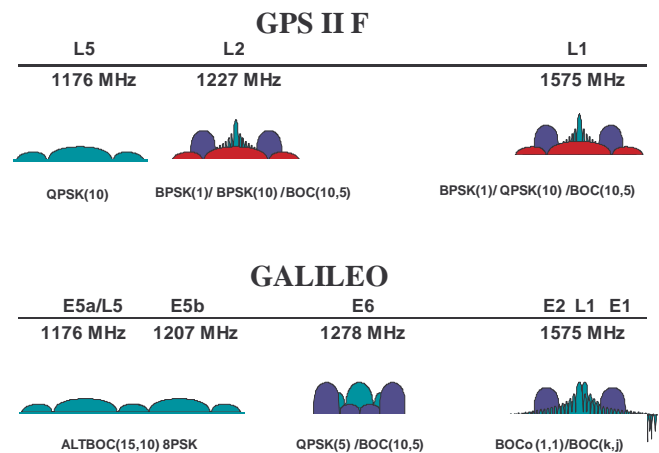 GPS II F
L5 L2 L1
1176 MHz 1227 MHz 1575 MHz
QPSK(10) BPSK(1)/ BPSK(10) /BOC(10,5) BPSK(1)/ QPSK(10) /BOC(10,5)
GALILEO
E5a/L5 E5b E6 E2 L1 E1
1176 MHz 1207 MHz 1278 MHz 1575 MHz
ALTBOC(15,10) 8PSK QPSK(5) /BOC(10,5) BOCo (1,1)/BOC(k,j)